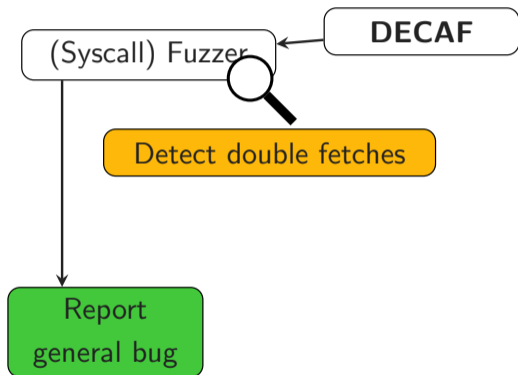 DECAF
(Syscall) Fuzzer
Detect double fetches
Report
general bug